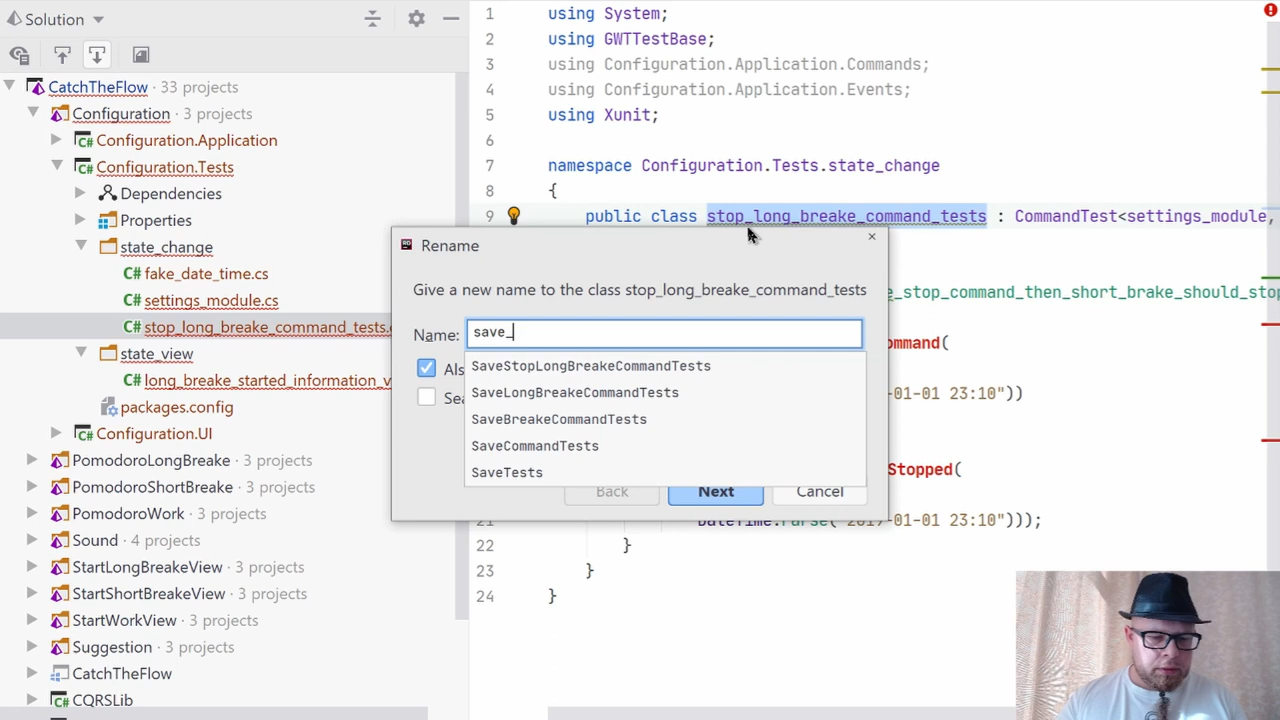 Solution
CatchTheFlow · 33 projects
Configuration · 3 projects
Configuration.Application
Configuration.Tests
Dependencies
Properties
state_change
fake_date_time.cs
settings_module.cs
stop_long_breake_command_tests.
state_view
long_breake_started_information_v
packages.config
Configuration.UI
PomodoroLongBreake · 3 projects
PomodoroShortBreake · 3 projects
PomodoroWork · 3 projects
Sound · 4 projects
StartLongBreakeView · 3 projects
StartShortBreakeView · 3 projects
StartWorkView · 3 projects
Suggestion · 3 projects
CatchTheFlow
CQRSLib
1 using System;
2 using GWTTestBase;
3 using Configuration.Application.Commands;
4 using Configuration.Application.Events;
5 using Xunit;
6
7 namespace Configuration.Tests.state_change
8 {
9 public class stop_long_breake_command_tests : CommandTest<settings_module,
e_stop_command_then_short_brake_should_sto
ommand(
-01-01 23:10"))
Stopped(
21 DateTime.Parse("2017-01-01 23:10")));
22 }
23 }
24 }
Rename
Give a new name to the class stop_long_breake_command_tests
Name: save_
Als
Sea
SaveStopLongBreakeCommandTests
SaveLongBreakeCommandTests
SaveBreakeCommandTests
SaveCommandTests
SaveTests
Back Next Cancel